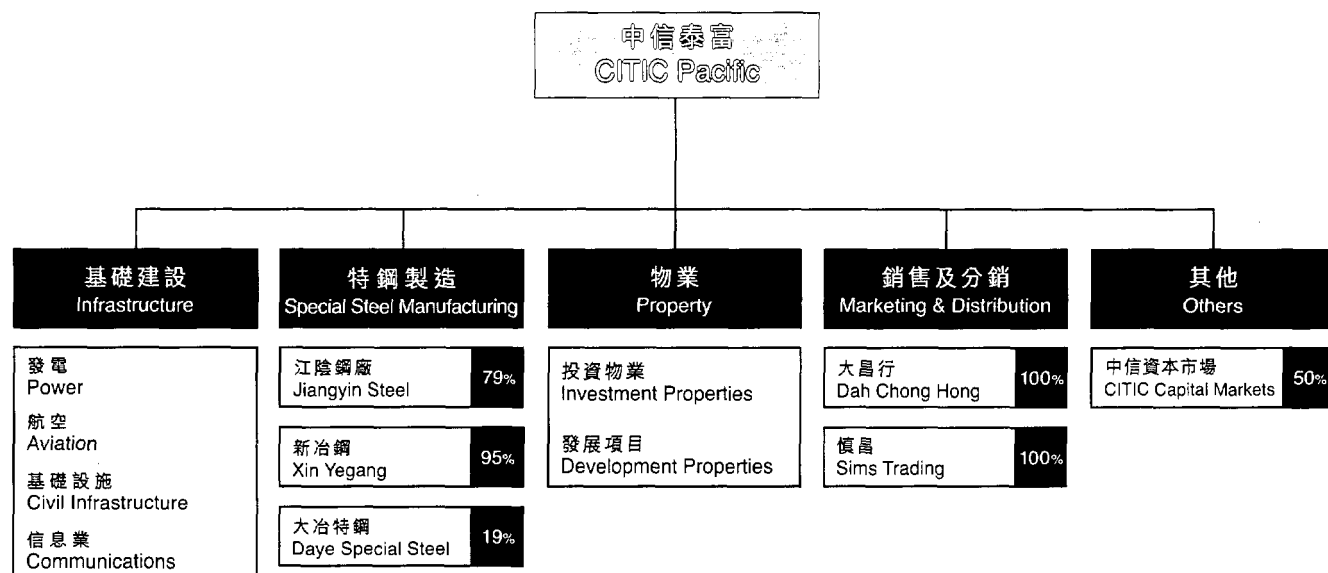 中信泰富
CITIC Pacific
基礎建設
Infrastructure
發電
Power
航空
Aviation
基礎設施
Civil Infrastructure
信息業
Communications
特鋼製造
Special Steel Manufacturing
江陰鋼廠
Jiangyin Steel
79%
新冶鋼
Xin Yegang
95%
大冶特鋼
Daye Special Steel
19%
物業
Property
投資物業
Investment Properties
發展項目
Development Properties
銷售及分銷
Marketing & Distribution
大昌行
Dah Chong Hong
100%
慎昌
Sims Trading
100%
其他
Others
中信資本市場
CITIC Capital Markets
50%